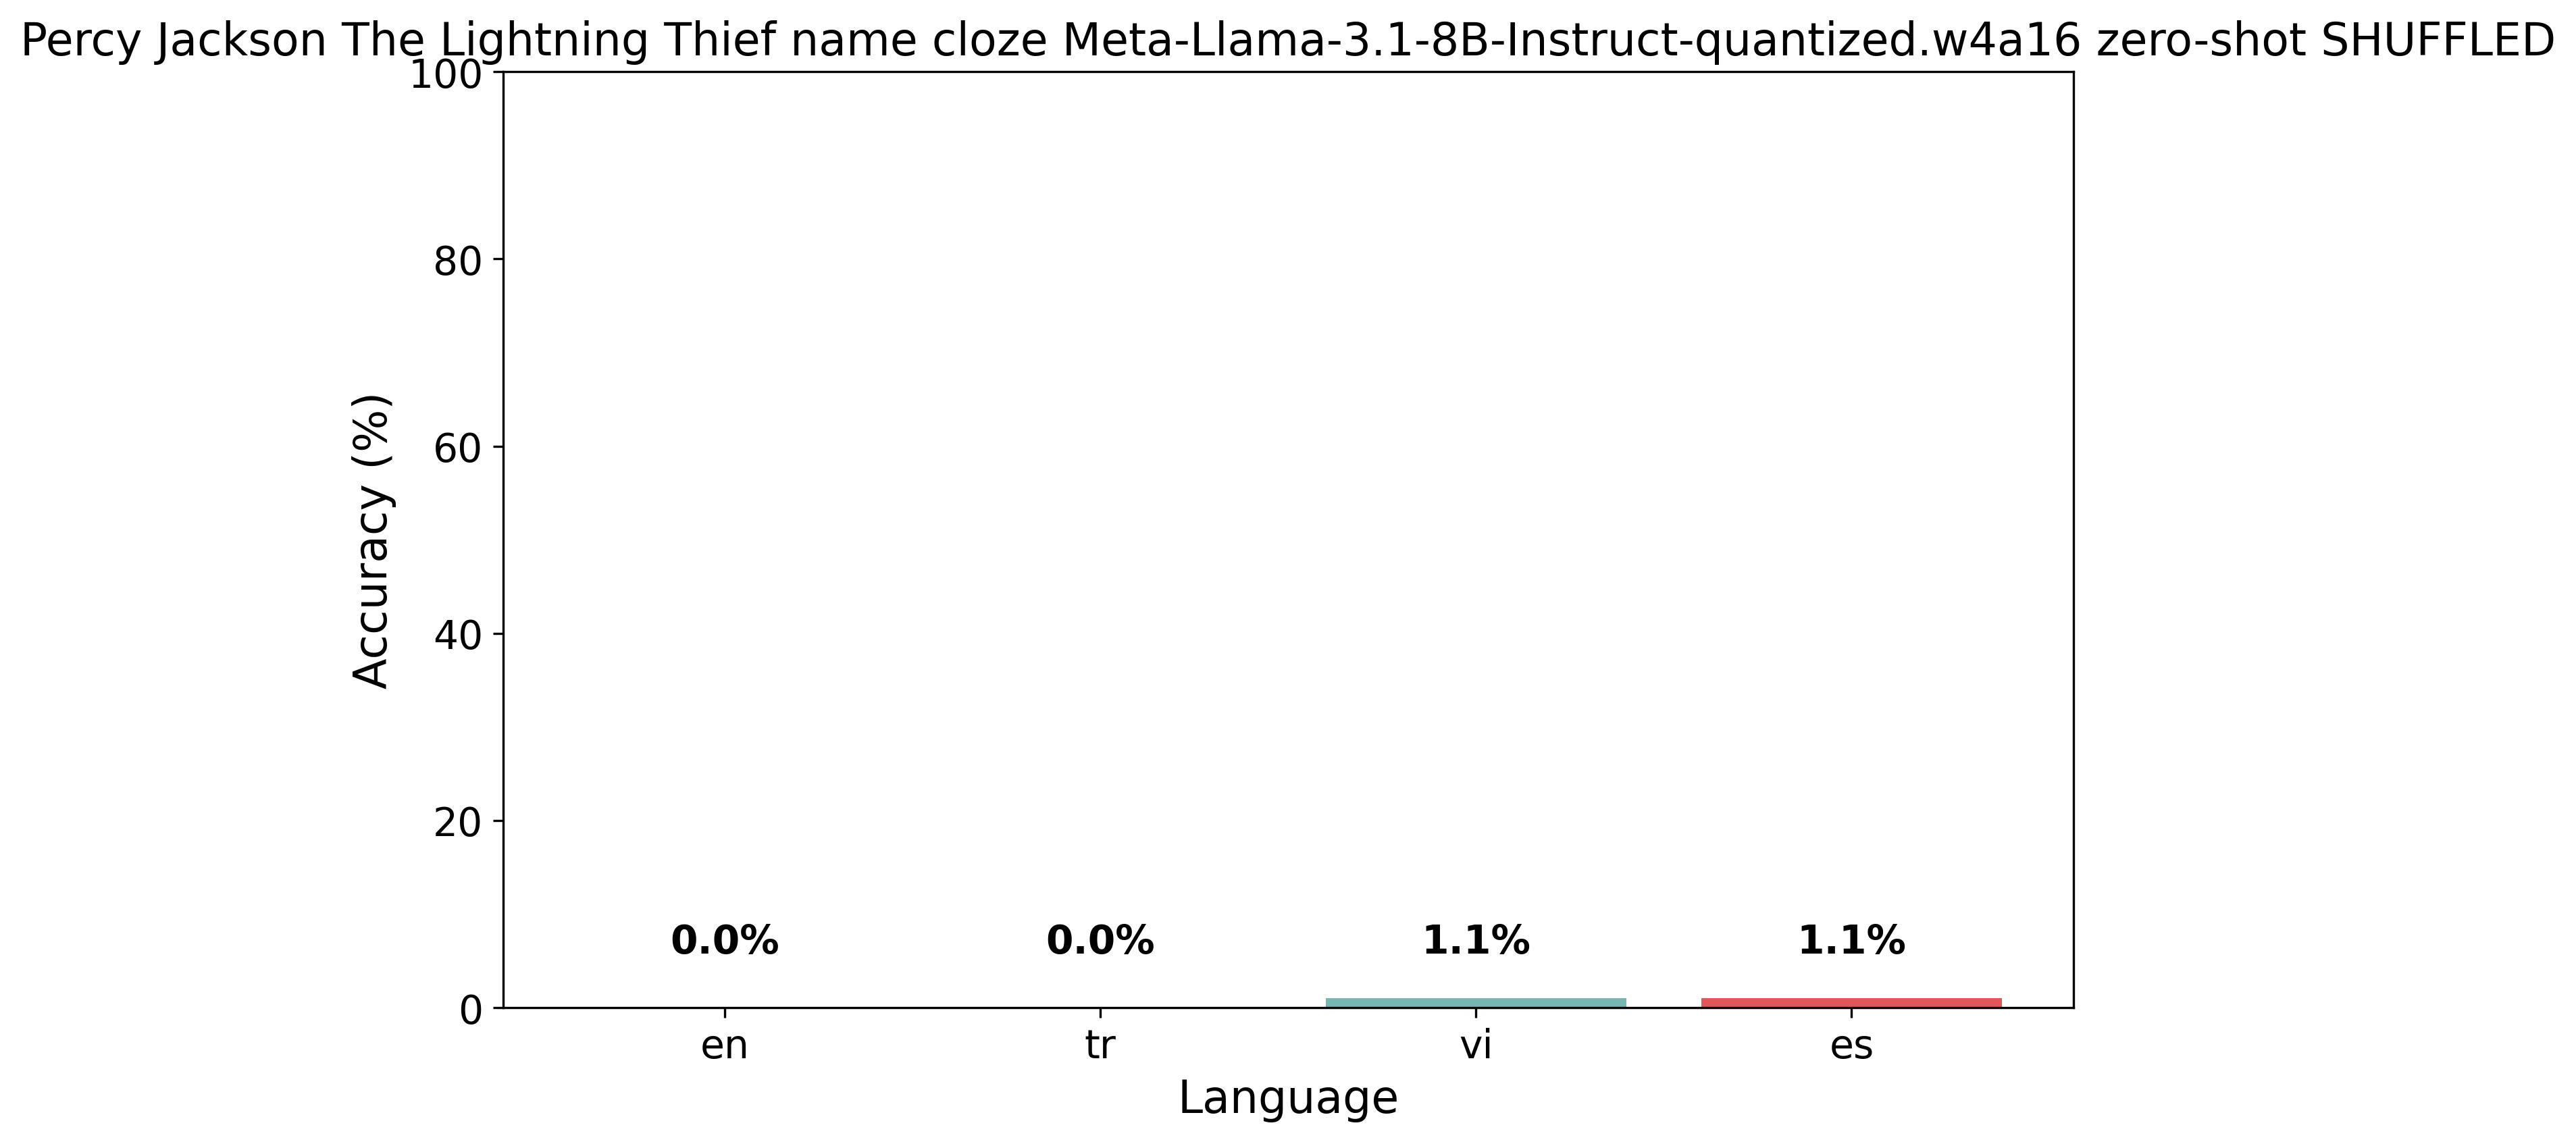 Percy Jackson The Lightning Thief name cloze Meta-Llama-3.1-8B-Instruct-quantized.w4a16 zero-shot SHUFFLED
100
80
60
40
20
0
Accuracy (%)
0.0% 0.0% 1.1% 1.1%
en tr vi es
Language